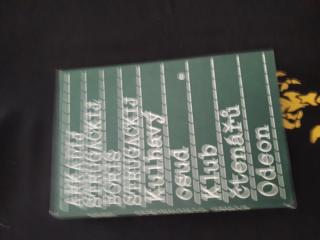 ARKADIJ
STRUGACKIJ,
BORIS
STRUGACKIJ
Kulhavý
osud
Klub
čtenářů
Odeon